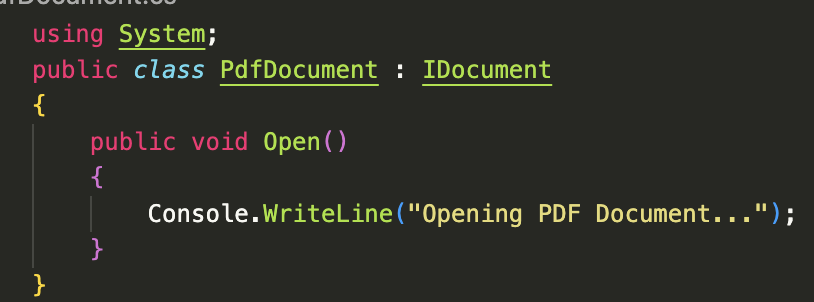 using System;
public class PdfDocument : IDocument
{
    public void Open()
    {
        Console.WriteLine("Opening PDF Document...");
    }
}